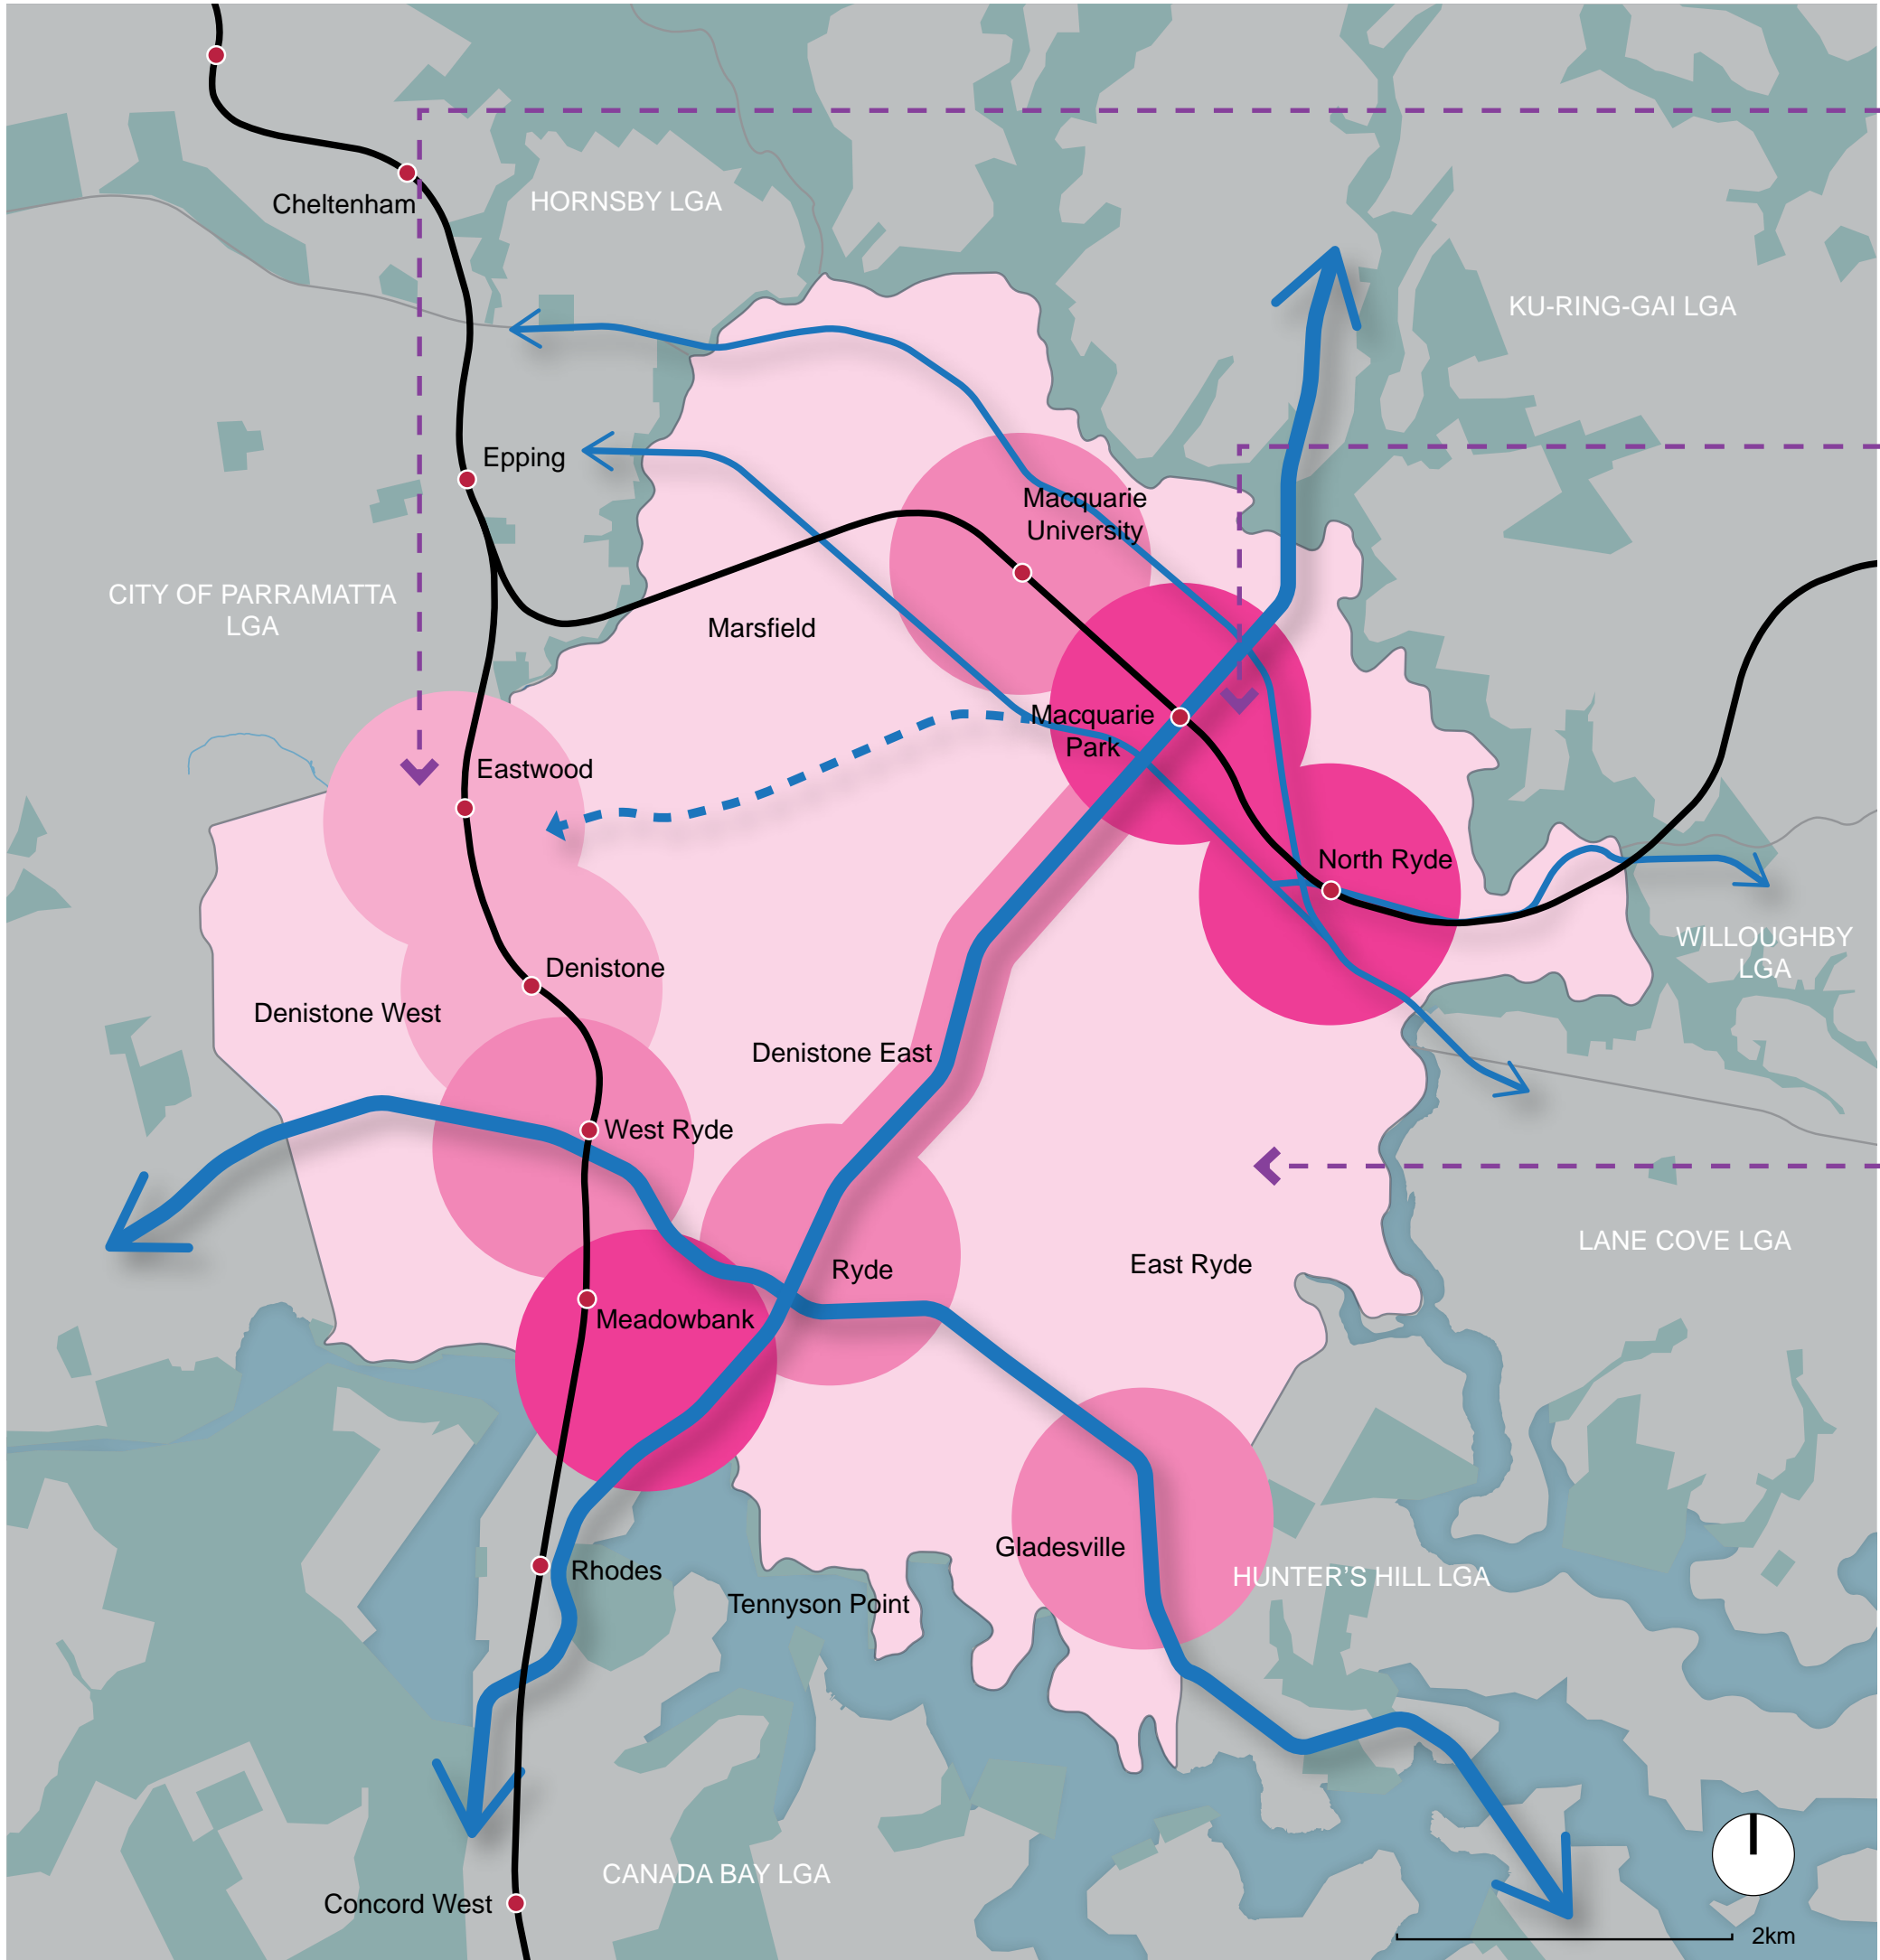 Cheltenham
HORNSBY LGA
KU-RING-GAI LGA
Epping
Macquarie
University
CITY OF PARRAMATTA
LGA
Marsfield
Macquarie
Park
Eastwood
North Ryde
WILLOUGHBY
LGA
Denistone
Denistone West
Denistone East
West Ryde
LANE COVE LGA
Ryde
East Ryde
Meadowbank
Gladesville
Rhodes
HUNTER'S HILL LGA
Tennyson Point
CANADA BAY LGA
Concord West
2km